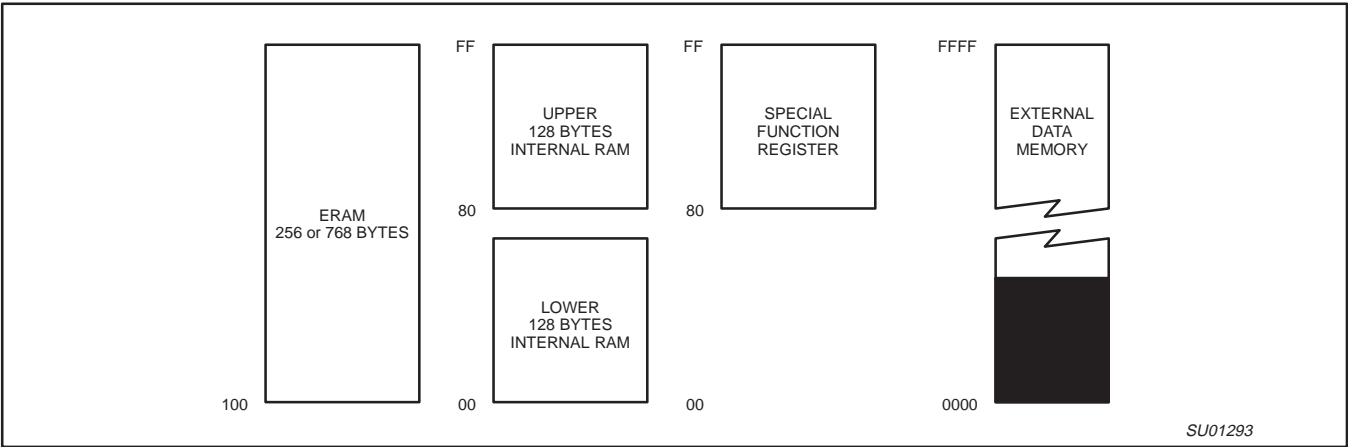 FF
FF
FFFF
UPPER
128 BYTES
INTERNAL RAM
SPECIAL
FUNCTION
REGISTER
EXTERNAL
DATA
MEMORY
80
80
ERAM
256 or 768 BYTES
LOWER
128 BYTES
INTERNAL RAM
100
00
00
0000
SU01293